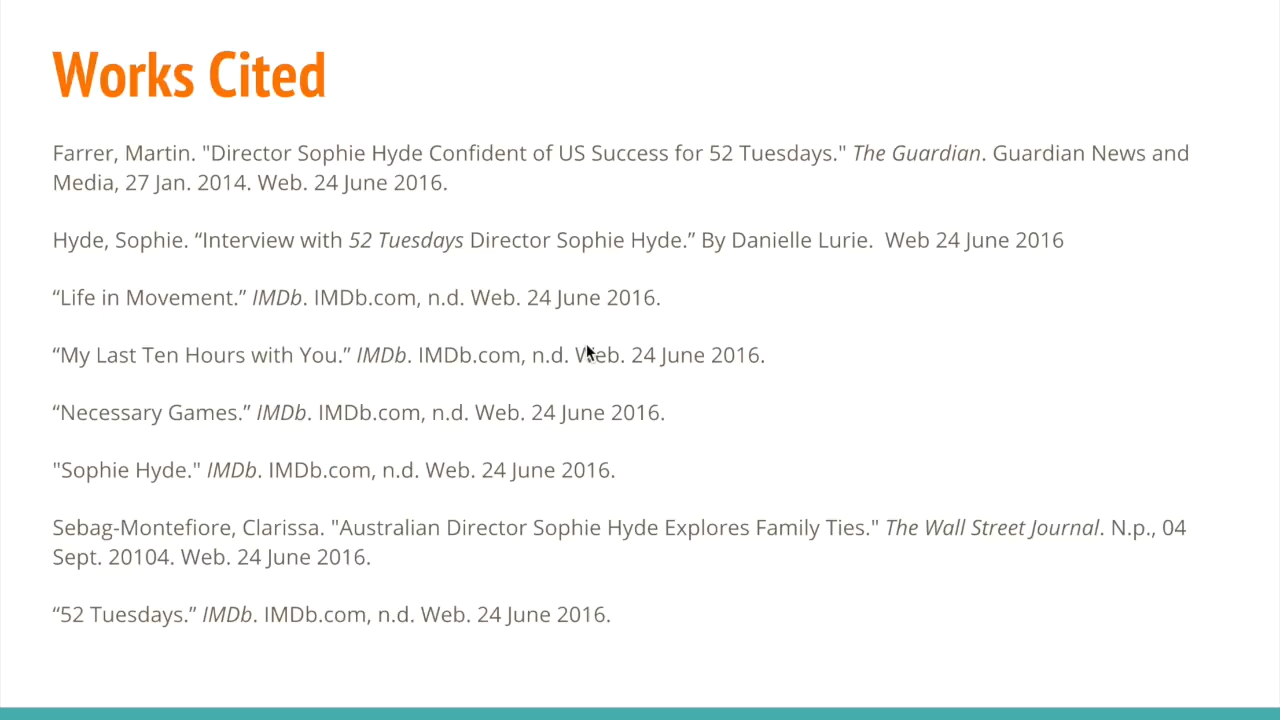 Works Cited
Farrer, Martin. "Director Sophie Hyde Confident of US Success for 52 Tuesdays." The Guardian. Guardian News and
Media, 27 Jan. 2014. Web. 24 June 2016.
Hyde, Sophie. “Interview with 52 Tuesdays Director Sophie Hyde.” By Danielle Lurie.  Web 24 June 2016
“Life in Movement.” IMDb. IMDb.com, n.d. Web. 24 June 2016.
“My Last Ten Hours with You.” IMDb. IMDb.com, n.d. Web. 24 June 2016.
“Necessary Games.” IMDb. IMDb.com, n.d. Web. 24 June 2016.
"Sophie Hyde." IMDb. IMDb.com, n.d. Web. 24 June 2016.
Sebag-Montefiore, Clarissa. "Australian Director Sophie Hyde Explores Family Ties." The Wall Street Journal. N.p., 04
Sept. 20104. Web. 24 June 2016.
“52 Tuesdays.” IMDb. IMDb.com, n.d. Web. 24 June 2016.